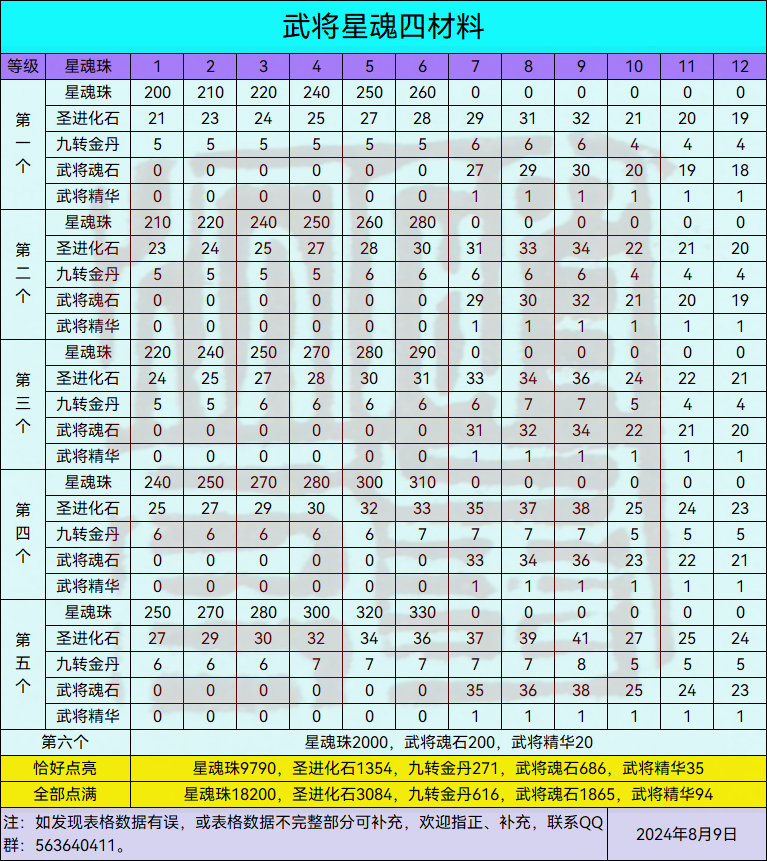 武将星魂四材料
等级 星魂珠 1 2 3 4 5 6 7 8 9 10 11 12
第一个 星魂珠 200 210 220 240 250 260 0 0 0 0 0 0
圣进化石 21 23 24 25 27 28 29 31 32 21 20 19
九转金丹 5 5 5 5 5 5 6 6 6 4 4 4
武将魂石 0 0 0 0 0 0 27 29 30 20 19 18
武将精华 0 0 0 0 0 0 1 1 1 1 1 1
第二个 星魂珠 210 220 240 250 260 280 0 0 0 0 0 0
圣进化石 23 24 25 27 28 30 31 33 34 22 21 20
九转金丹 5 5 5 5 6 6 6 6 6 4 4 4
武将魂石 0 0 0 0 0 0 29 30 32 21 20 19
武将精华 0 0 0 0 0 0 1 1 1 1 1 1
第三个 星魂珠 220 240 250 270 280 290 0 0 0 0 0 0
圣进化石 24 25 27 28 30 31 33 34 36 24 22 21
九转金丹 5 5 6 6 6 6 6 7 7 5 4 4
武将魂石 0 0 0 0 0 0 31 32 34 22 21 20
武将精华 0 0 0 0 0 0 1 1 1 1 1 1
第四个 星魂珠 240 250 270 280 300 310 0 0 0 0 0 0
圣进化石 25 27 29 30 32 33 35 37 38 25 24 23
九转金丹 6 6 6 6 6 7 7 7 7 5 5 5
武将魂石 0 0 0 0 0 0 33 34 36 23 22 21
武将精华 0 0 0 0 0 0 1 1 1 1 1 1
第五个 星魂珠 250 270 280 300 320 330 0 0 0 0 0 0
圣进化石 27 29 30 32 34 36 37 39 41 27 25 24
九转金丹 6 6 6 7 7 7 7 7 8 5 5 5
武将魂石 0 0 0 0 0 0 35 36 38 25 24 23
武将精华 0 0 0 0 0 0 1 1 1 1 1 1
第六个 星魂珠2000，武将魂石200，武将精华20
恰好点亮 星魂珠9790，圣进化石1354，九转金丹271，武将魂石686，武将精华35
全部点满 星魂珠18200，圣进化石3084，九转金丹616，武将魂石1865，武将精华94
注：如发现表格数据有误，或表格数据不完整部分可补充，欢迎指正、补充，联系QQ
群：563640411。
2024年8月9日